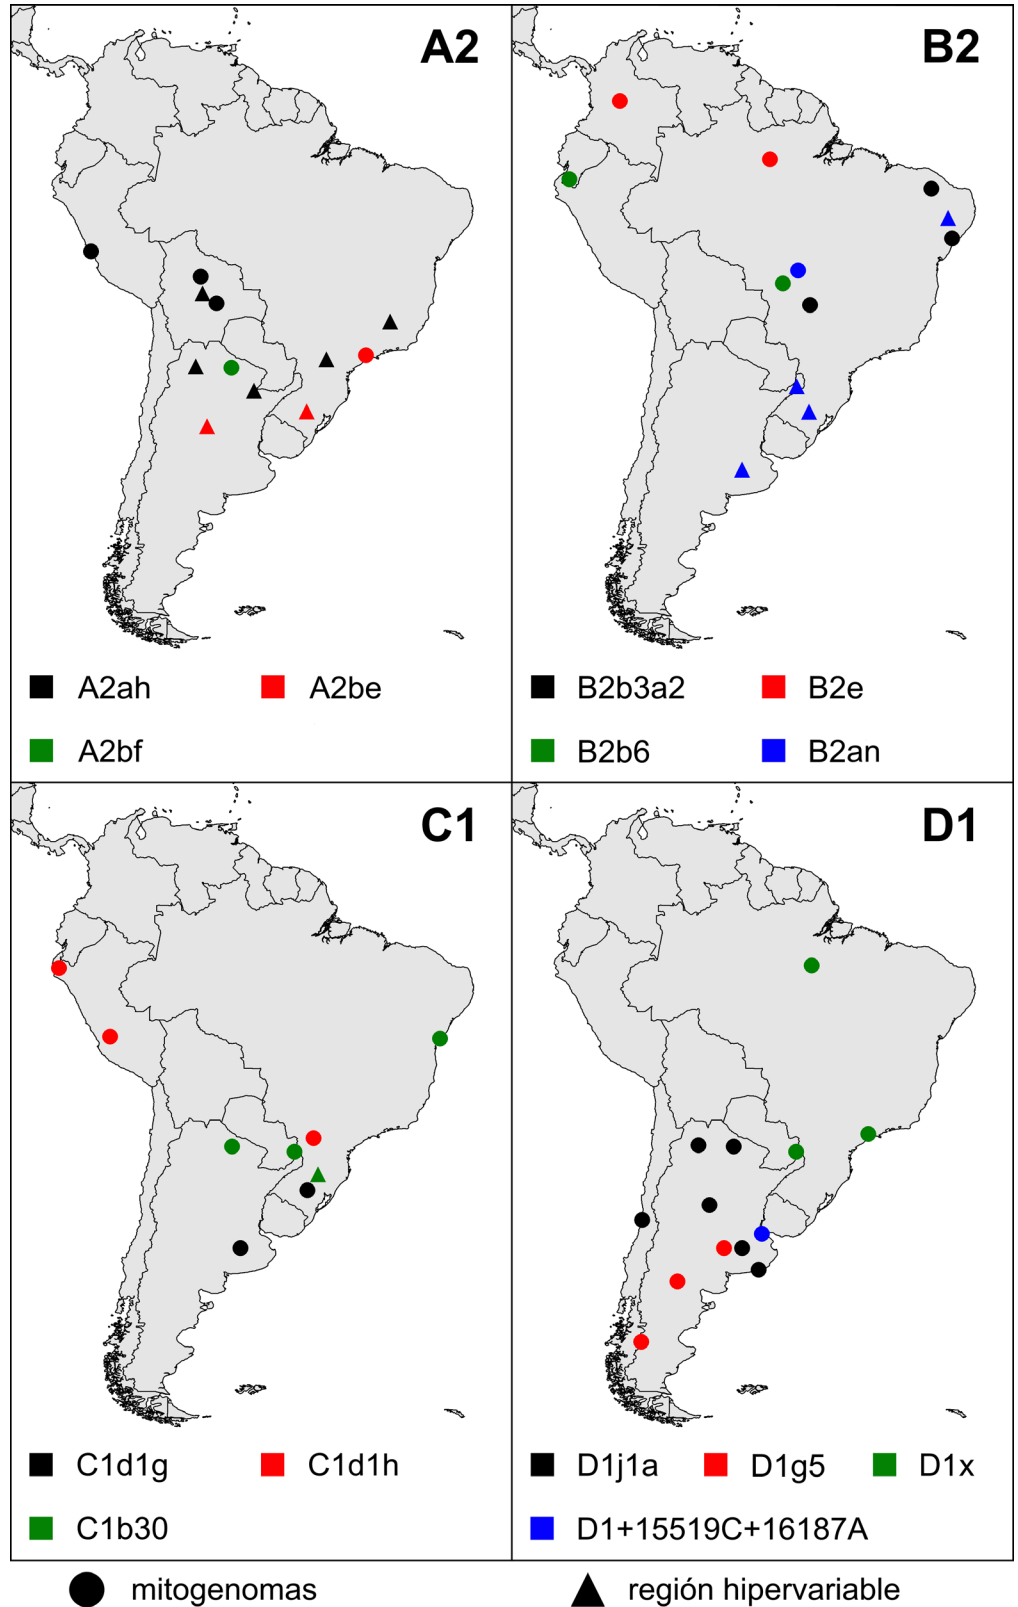 A2
B2
A2ah
A2be
A2bf
B2b3a2
B2e
B2b6
B2an
C1
D1
C1d1g
C1d1h
C1b30
D1j1a
D1g5
D1x
D1+15519C+16187A
mitogenomas
región hipervariable